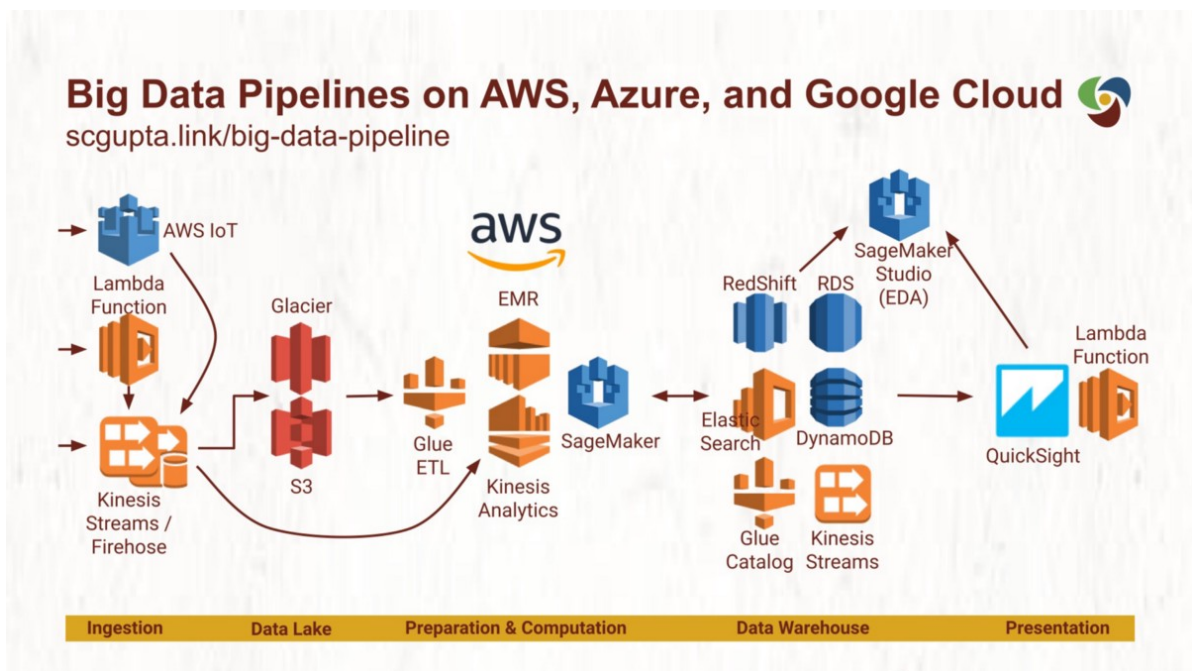 Big Data Pipelines on AWS, Azure, and Google Cloud
scgupta.link/big-data-pipeline
AWS IoT
Lambda
Function
Kinesis
Streams /
Firehose
Glacier
S3
aws
EMR
Glue
ETL
Kinesis
Analytics
SageMaker
RedShift
RDS
Elastic
Search
DynamoDB
Glue
Catalog
Kinesis
Streams
SageMaker
Studio
(EDA)
Lambda
Function
QuickSight
Ingestion
Data Lake
Preparation & Computation
Data Warehouse
Presentation